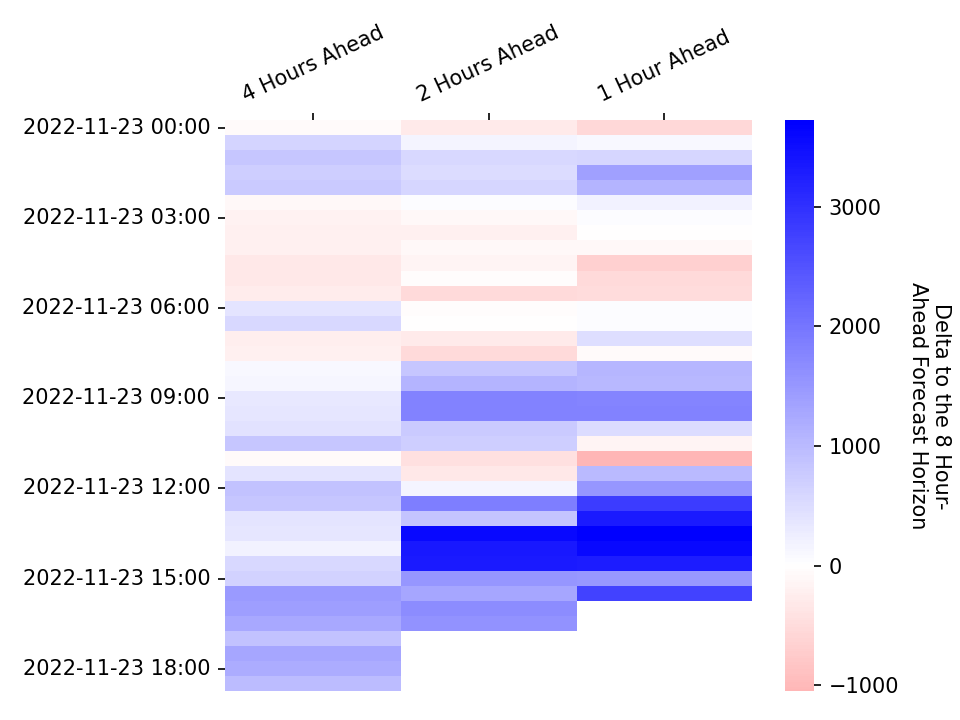 4 Hours Ahead
2 Hours Ahead
1 Hour Ahead
2022-11-23 00:00
2022-11-23 03:00
2022-11-23 06:00
2022-11-23 09:00
2022-11-23 12:00
2022-11-23 15:00
2022-11-23 18:00
3000
2000
1000
0
−1000
Delta to the 8 Hour-
Ahead Forecast Horizon